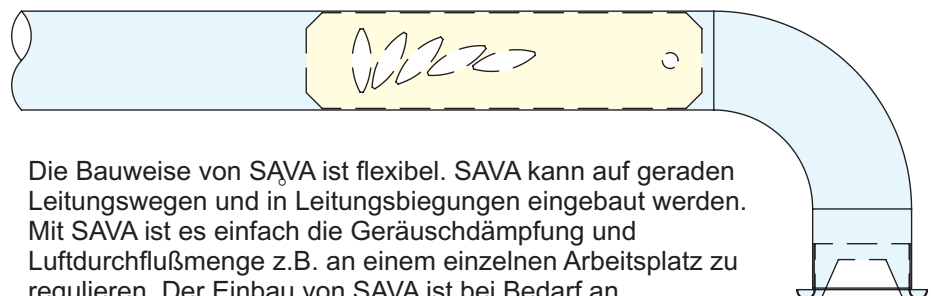 Die Bauweise von SAVA ist flexibel. SAVA kann auf geraden
Leitungswegen und in Leitungsbiegungen eingebaut werden.
Mit SAVA ist es einfach die Geräuschdämpfung und
Luftdurchflußmenge z.B. an einem einzelnen Arbeitsplatz zu
regulieren. Der Einbau von SAVA ist bei Bedarf an